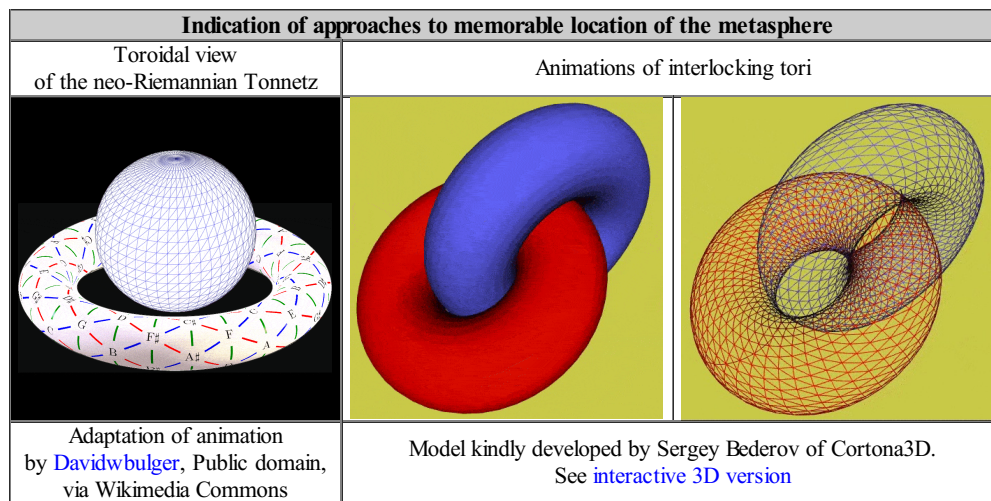 Indication of approaches to memorable location of the metasphere
Toroidal view
of the neo-Riemannian Tonnetz
Animations of interlocking tori
D
C♯
C
G
F♯
F
E
B
A♯
A
Adaptation of animation
by Davidwbulger, Public domain,
via Wikimedia Commons
Model kindly developed by Sergey Bederov of Cortona3D.
See interactive 3D version